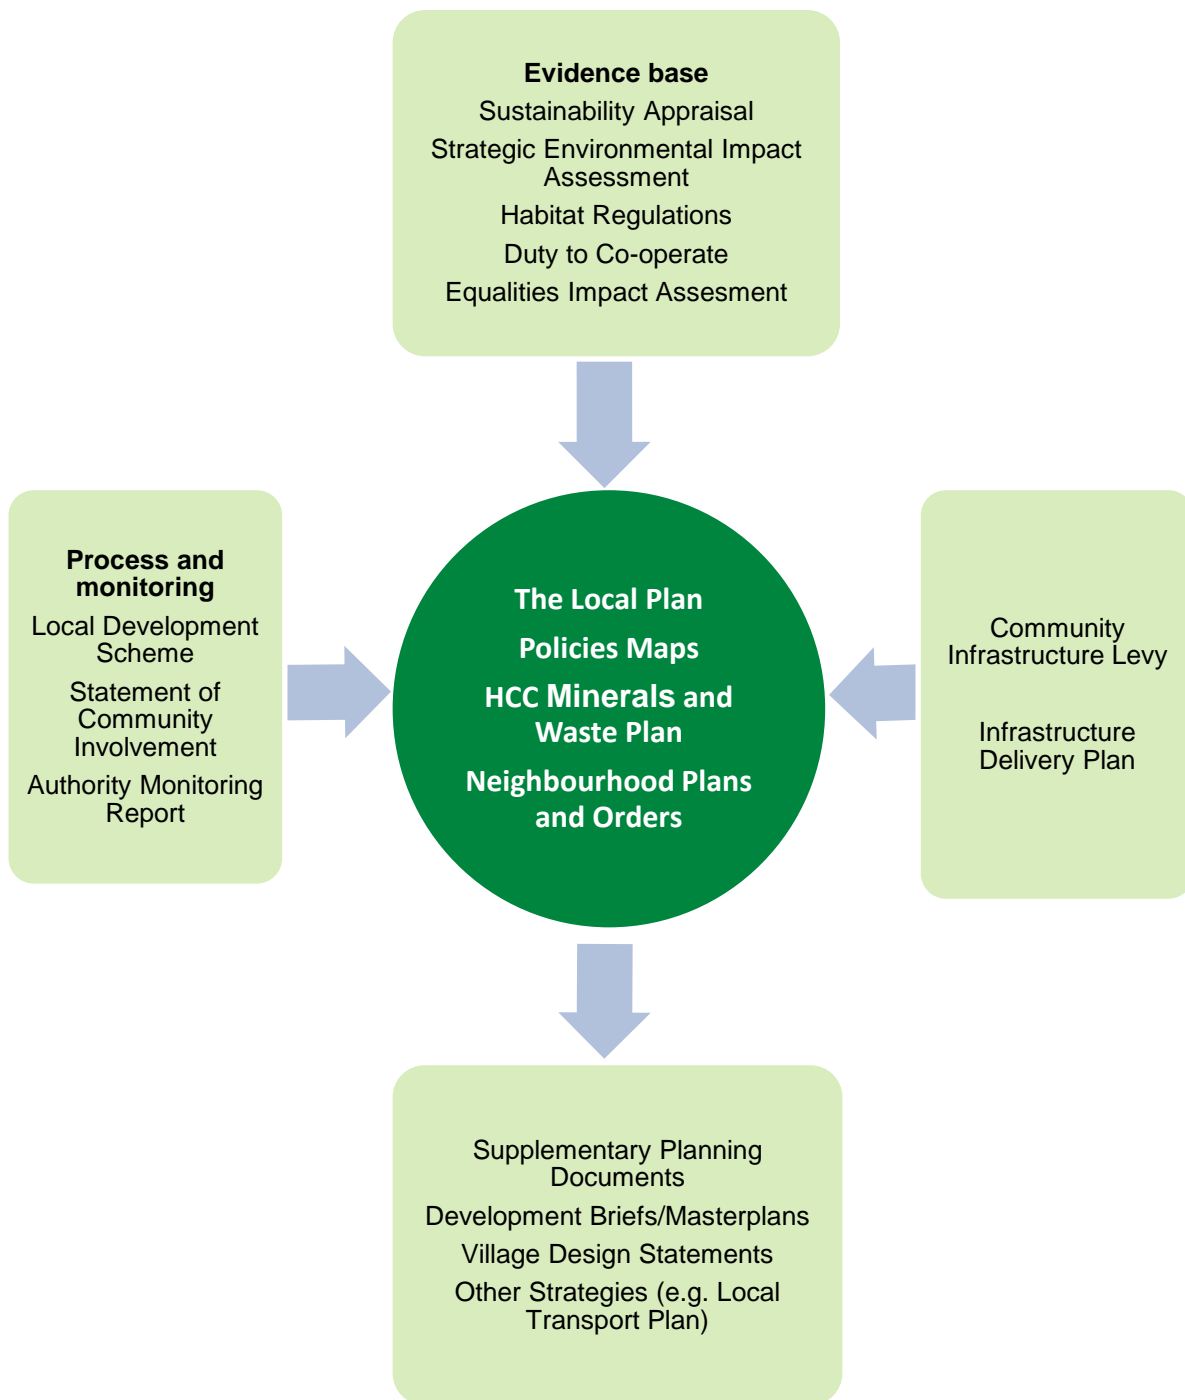 Evidence base
Sustainability Appraisal
Strategic Environmental Impact
Assessment
Habitat Regulations
Duty to Co-operate
Equalities Impact Assesment
Process and
monitoring
Local Development
Scheme
Statement of
Community
Involvement
Authority Monitoring
Report
The Local Plan
Policies Maps
HCC Minerals and
Waste Plan
Neighbourhood Plans
and Orders
Community
Infrastructure Levy
Infrastructure
Delivery Plan
Supplementary Planning
Documents
Development Briefs/Masterplans
Village Design Statements
Other Strategies (e.g. Local
Transport Plan)